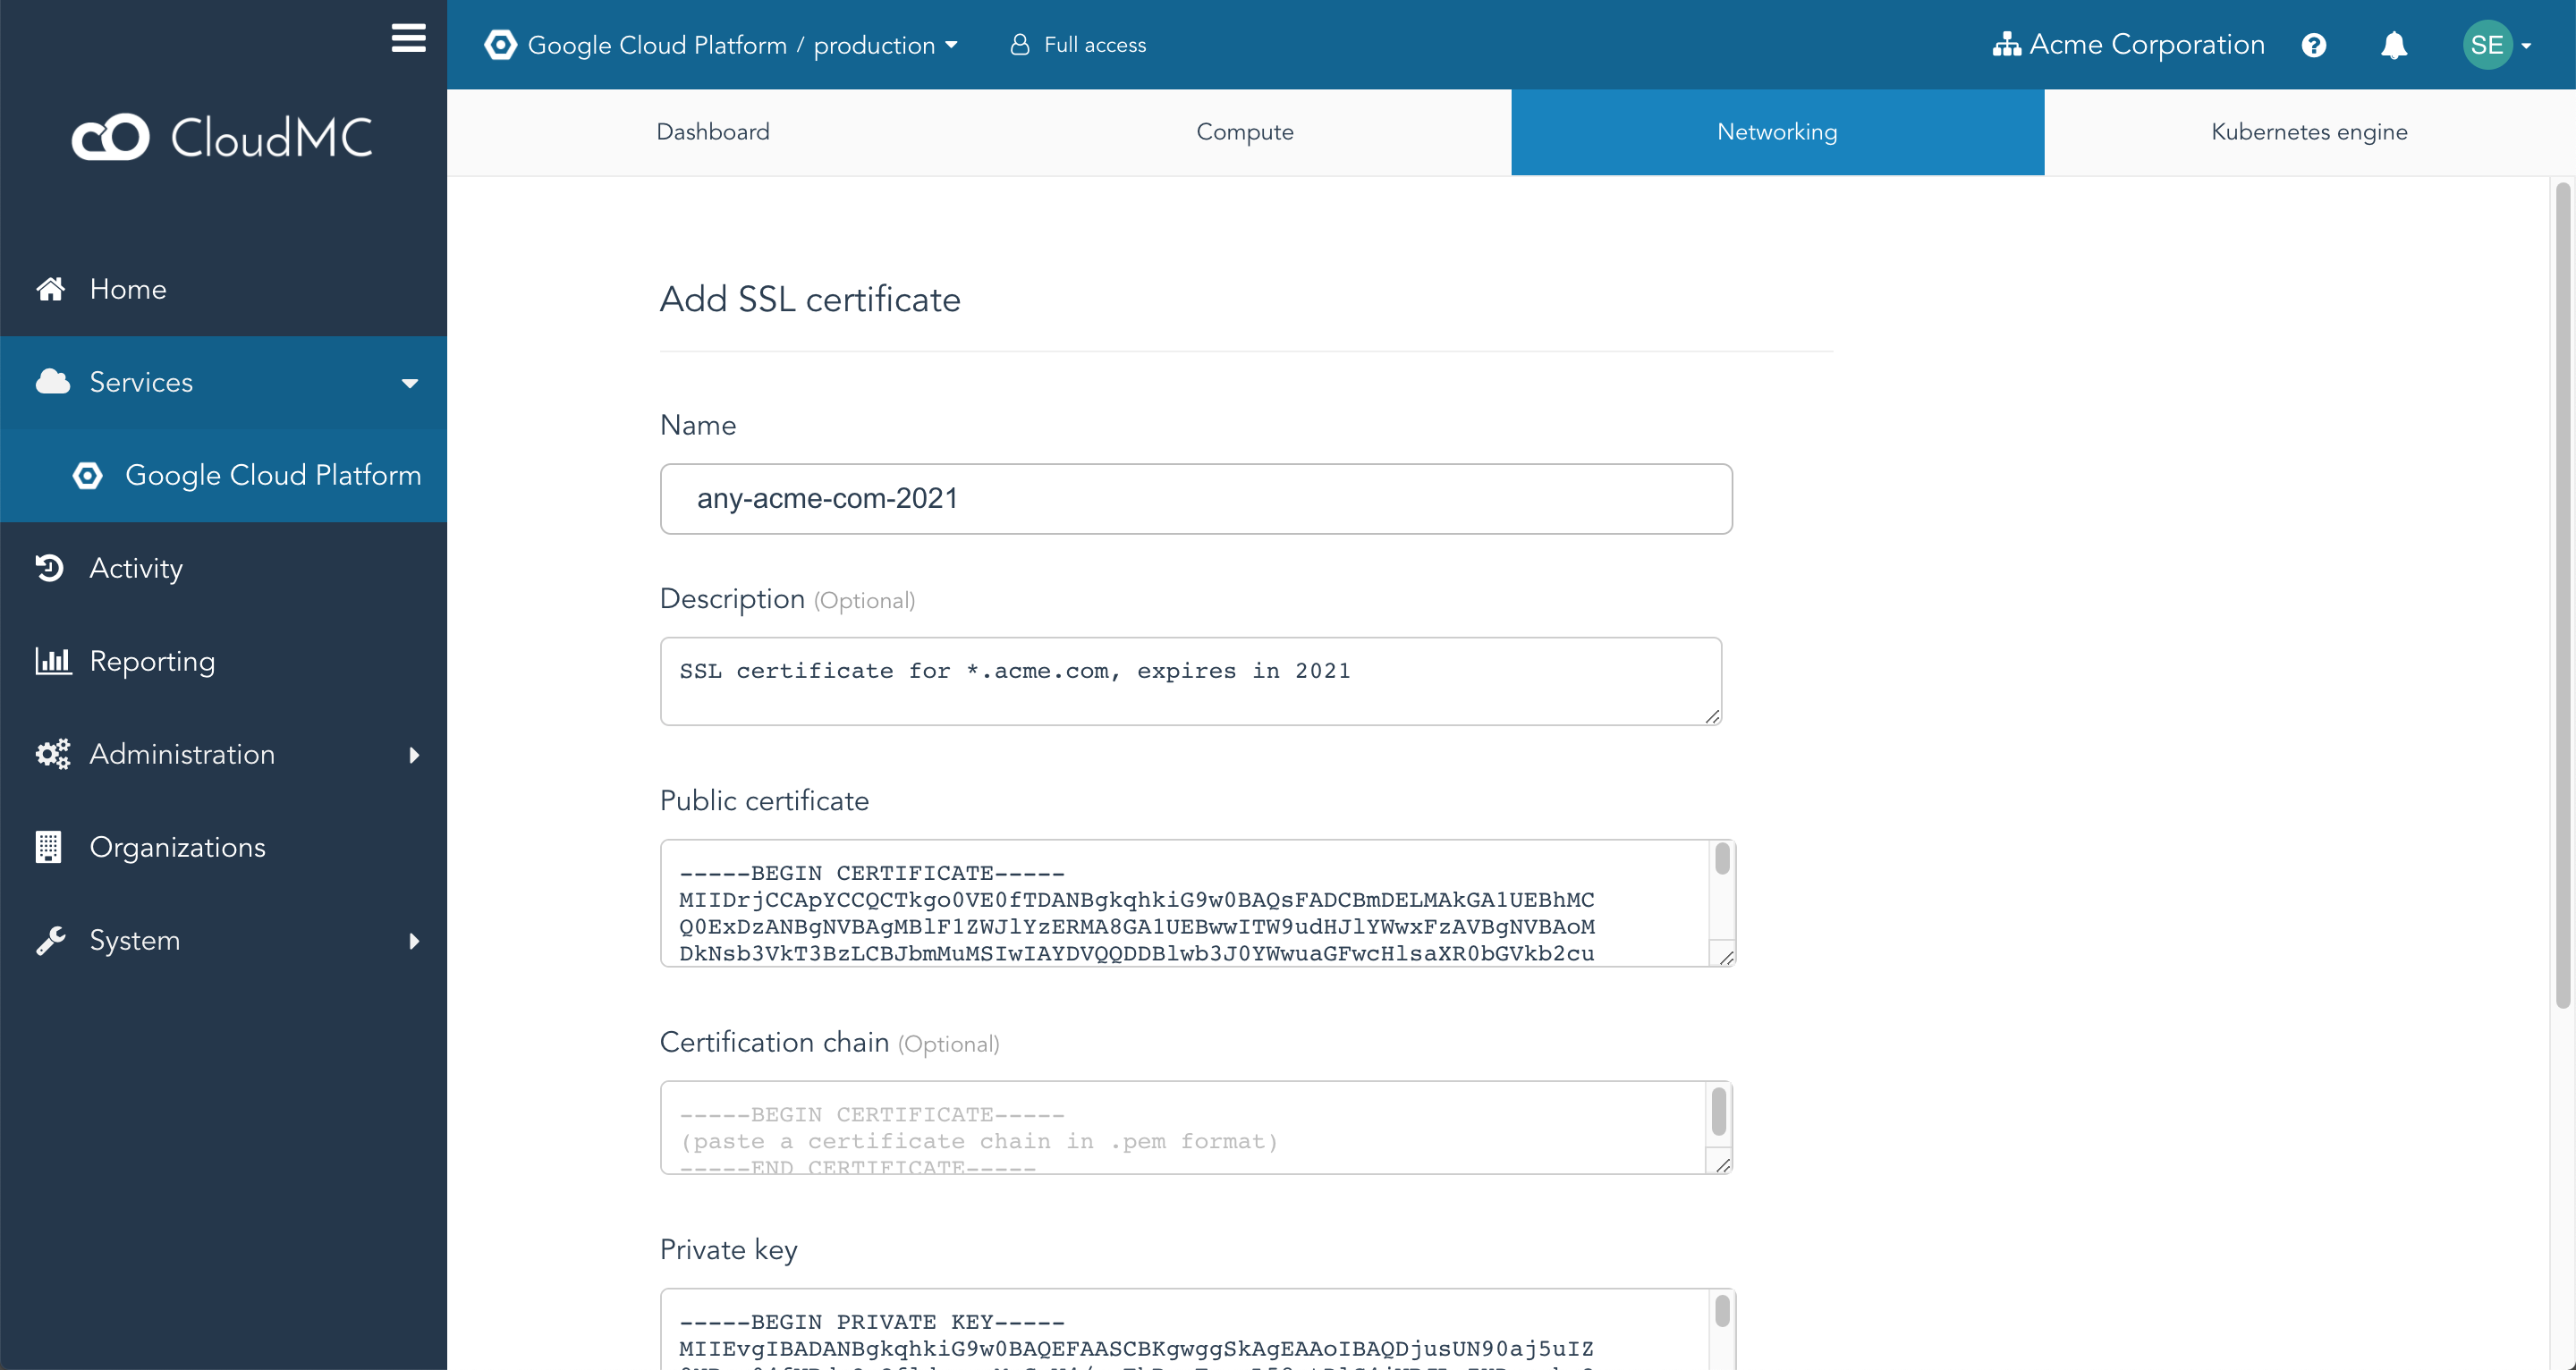 CloudMC
Home
Services
Google Cloud Platform
Activity
Reporting
Administration
Organizations
System
Google Cloud Platform / production
Full access
Acme Corporation
?
SE
Dashboard
Compute
Networking
Kubernetes engine
Add SSL certificate
Name
any-acme-com-2021
Description (Optional)
SSL certificate for *.acme.com, expires in 2021
Public certificate
-----BEGIN CERTIFICATE-----
MIIDrjCCApYCCQCTkgo0VE0fTDANBgkqhkiG9w0BAQsFADCBmDELMAkGA1UEBhMC
Q0ExDzANBgNVBAgMBlF1ZWJlYzERMA8GA1UEBwwITW9udHJlYWwxFzAVBgNVBAoM
DkNsb3VkT3BzLCBJbmMuMSIwIAYDVQQDDBlwb3J0YWwuaGFwcHlsaXR0bGVkb2cu
Certification chain (Optional)
-----BEGIN CERTIFICATE-----
(paste a certificate chain in .pem format)
-----END CERTIFICATE-----
Private key
-----BEGIN PRIVATE KEY-----
MIIEvgIBADANBgkqhkiG9w0BAQEFAASCBKgwggSkAgEAAoIBAQDjusUN90aj5uIZ